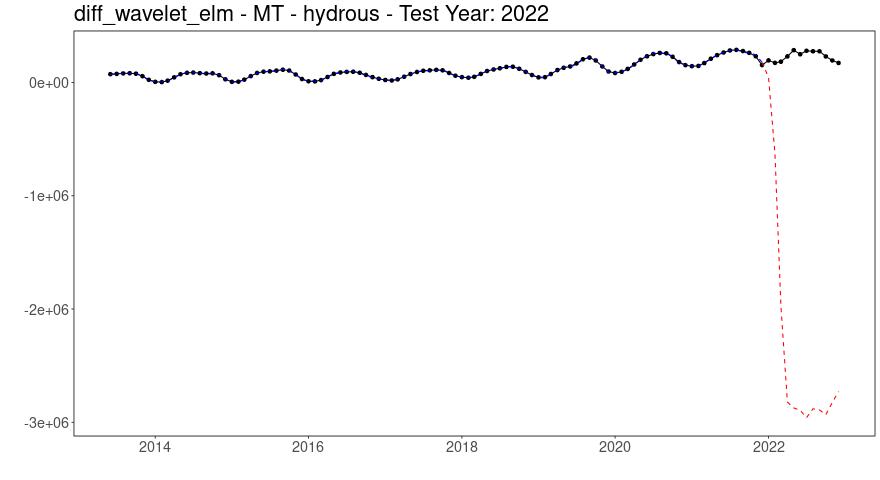 diff_wavelet_elm - MT - hydrous - Test Year: 2022
0e+00
-1e+06
-2e+06
-3e+06
2014 2016 2018 2020 2022